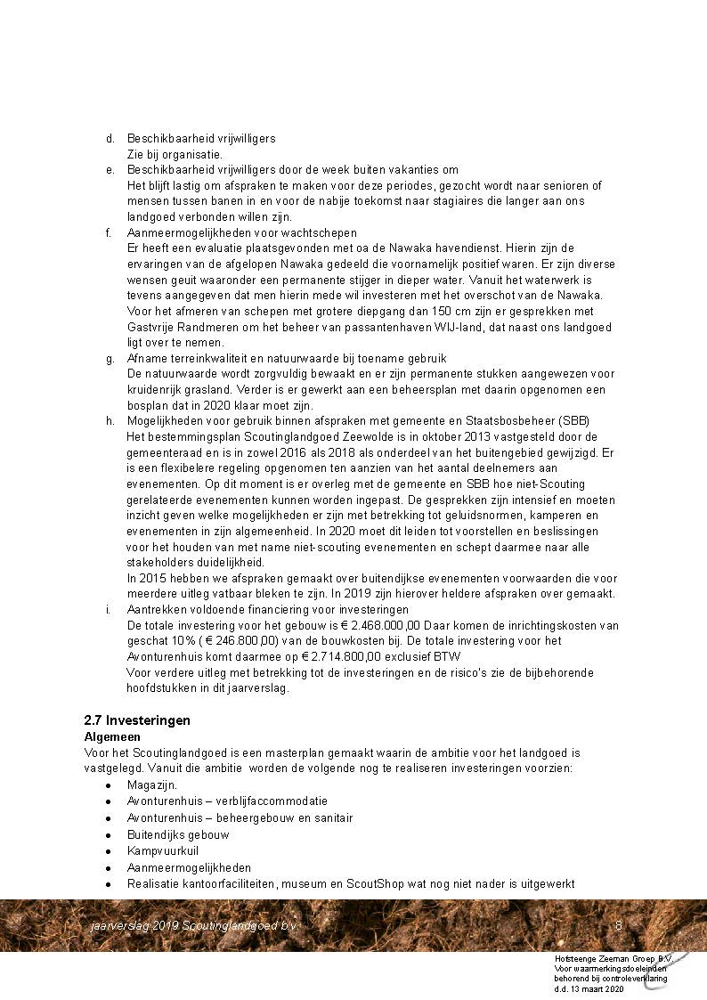 d. Beschikbaarheid vrijwilligers
Zie bij organisatie.
e. Beschikbaarheid vrijwilligers door de week buiten vakanties om
Het blijft lastig om afspraken te maken voor deze periodes, gezocht wordt naar senioren of
mensen tussen banen in en voor de nabije toekomst naar stagiaires die langer aan ons
landgoed verbonden willen zijn.
f. Aanmeermogelijkheden voor wachtschepen
Er heeft een evaluatie plaatsgevonden met oa de Nawaka havendienst. Hierin zijn de
ervaringen van de afgelopen Nawaka gedeeld die voornamelijk positief waren. Er zijn diverse
wensen geuit waaronder een permanente stijger in dieper water. Vanuit het waterwerk is
tevens aangegeven dat men hierin mede wil investeren met het overschot van de Nawaka.
Voor het afmeren van schepen met grotere diepgang dan 150 cm zijn er gesprekken met
Gastvrije Randmeren om het beheer van passantenhaven WIJ-land, dat naast ons landgoed
ligt over te nemen.
g. Afname terreinkwaliteit en natuurwaarde bij toename gebruik
De natuurwaarde wordt zorgvuldig bewaakt en er zijn permanente stukken aangewezen voor
kruidenrijk grasland. Verder is er gewerkt aan een beheersplan met daarin opgenomen een
bosplan dat in 2020 klaar moet zijn.
h. Mogelijkheden voor gebruik binnen afspraken met gemeente en Staatsbosbeheer (SBB)
Het bestemmingsplan Scoutinglandgoed Zeewolde is in oktober 2013 vastgesteld door de
gemeenteraad en is in zowel 2016 als 2018 als onderdeel van het buitengebied gewijzigd. Er
is een flexibelere regeling opgenomen ten aanzien van het aantal deelnemers aan
evenementen. Op dit moment is er overleg met de gemeente en SBB hoe niet-Scouting
gerelateerde evenementen kunnen worden ingepast. De gesprekken zijn intensief en moeten
inzicht geven welke mogelijkheden er zijn met betrekking tot geluidsnormen, kamperen en
evenementen in zijn algemeenheid. In 2020 moet dit leiden tot voorstellen en beslissingen
voor het houden van met name niet-scouting evenementen en schept daarmee naar alle
stakeholders duidelijkheid.
In 2015 hebben we afspraken gemaakt over buitendijkse evenementen voorwaarden die voor
meerdere uitleg vatbaar bleken te zijn. In 2019 zijn hierover heldere afspraken over gemaakt.
i. Aantrekken voldoende financiering voor investeringen
De totale investering voor het gebouw is € 2.468.000,00 Daar komen de inrichtingskosten van
geschat 10% ( € 246.800,00) van de bouwkosten bij. De totale investering voor het
Avonturenhuis komt daarmee op € 2.714.800,00 exclusief BTW
Voor verdere uitleg met betrekking tot de investeringen en de risico's zie de bijbehorende
hoofdstukken in dit jaarverslag.
2.7 Investeringen
Algemeen
Voor het Scoutinglandgoed is een masterplan gemaakt waarin de ambitie voor het landgoed is
vastgelegd. Vanuit die ambitie worden de volgende nog te realiseren investeringen voorzien:
• Magazijn.
• Avonturenhuis – verblijfaccommodatie
• Avonturenhuis – beheergebouw en sanitair
• Buitendijks gebouw
• Kampvuurkuil
• Aanmeermogelijkheden
• Realisatie kantoorfaciliteiten, museum en ScoutShop wat nog niet nader is uitgewerkt
jaarverslag 2019 Scoutinglandgoed b.v. 8
Hofsteenge Zeeman Groep B.V.
Voor waarmerkingsdoeleinden
behorend bij controleverklaring
d.d. 13 maart 2020